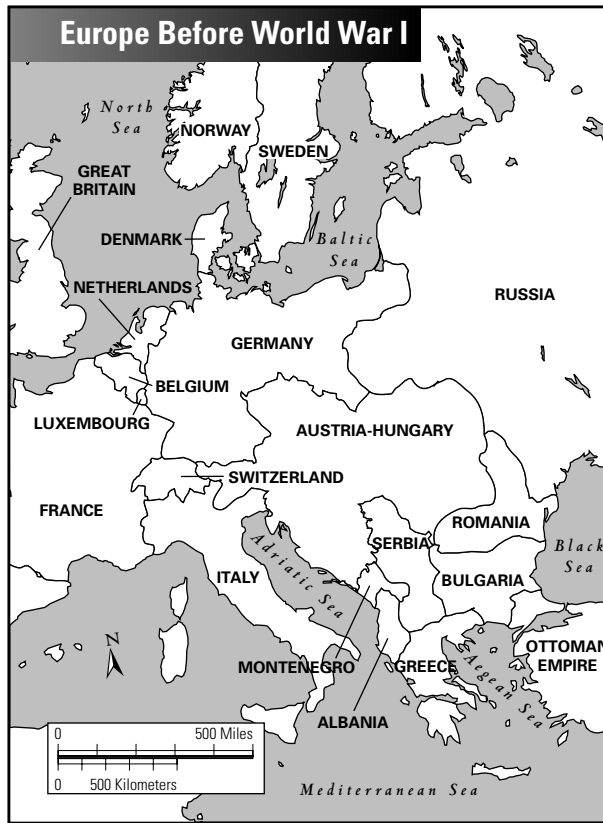 Europe Before World War I
North
Sea
NORWAY
SWEDEN
GREAT
BRITAIN
DENMARK
Baltic
Sea
NETHERLANDS
RUSSIA
GERMANY
BELGIUM
LUXEMBOURG
AUSTRIA-HUNGARY
SWITZERLAND
FRANCE
ROMANIA
SERBIA
Black
Sea
Adriatic Sea
ITALY
BULGARIA
N
MONTENEGRO
GREECE
OTTOMAN
EMPIRE
Aegean Sea
ALBANIA
0 500 Miles
0 500 Kilometers
Mediterranean Sea